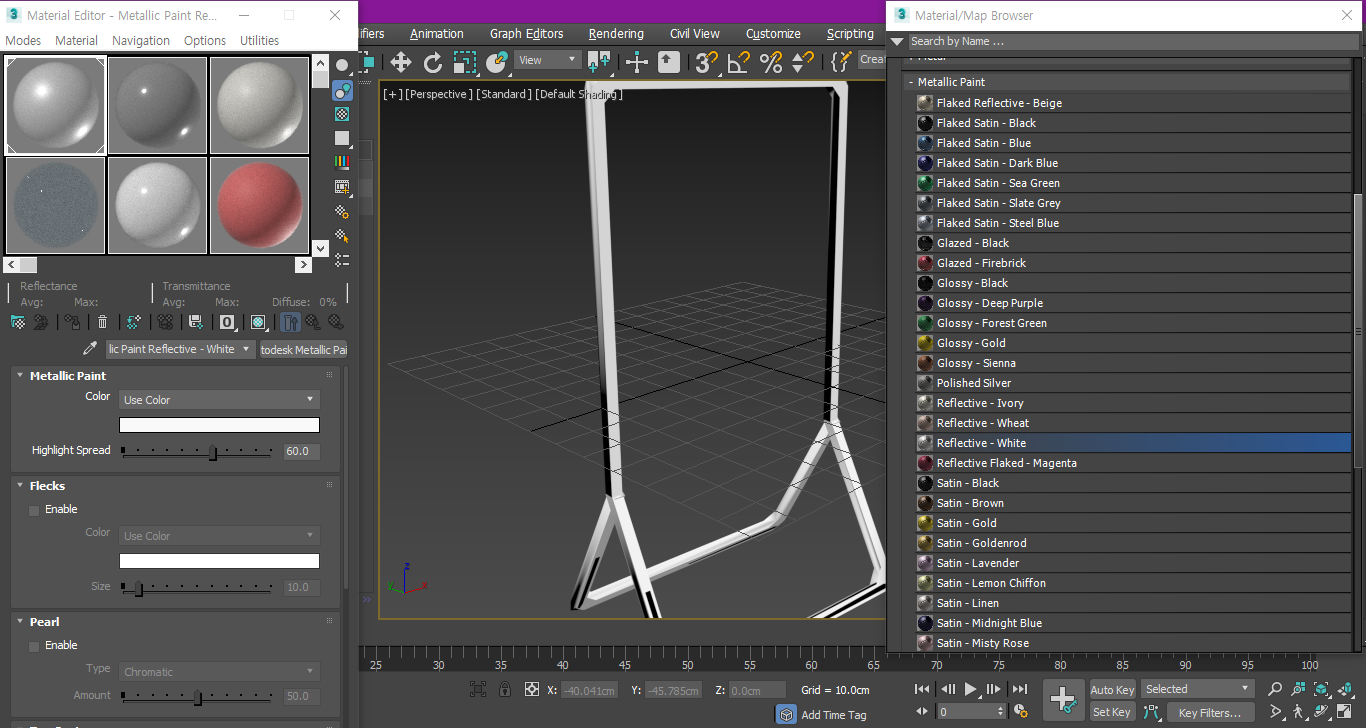 Material Editor - Metallic Paint Re...
Modes Material Navigation Options Utilities
Reflectance Transmittance
Avg: Max: Avg: Max: Diffuse: 0%
lic Paint Reflective - White
todesk Metallic Pai
Metallic Paint
Color Use Color
Highlight Spread 60.0
Flecks
Enable
Color Use Color
Size 10.0
Pearl
Enable
Type Chromatic
Amount 50.0
ifiers Animation Graph Editors Rendering Civil View Customize Scripting
View
Creat
[+] [Perspective ] [Standard ] [Default Shading ]
z
y
x
Material/Map Browser
Search by Name ...
- Metallic Paint
Flaked Reflective - Beige
Flaked Satin - Black
Flaked Satin - Blue
Flaked Satin - Dark Blue
Flaked Satin - Sea Green
Flaked Satin - Slate Grey
Flaked Satin - Steel Blue
Glazed - Black
Glazed - Firebrick
Glossy - Black
Glossy - Deep Purple
Glossy - Forest Green
Glossy - Gold
Glossy - Sienna
Polished Silver
Reflective - Ivory
Reflective - Wheat
Reflective - White
Reflective Flaked - Magenta
Satin - Black
Satin - Brown
Satin - Gold
Satin - Goldenrod
Satin - Lavender
Satin - Lemon Chiffon
Satin - Linen
Satin - Midnight Blue
Satin - Misty Rose
25 30 35 40 45 50 55 60 65 70 75 80 85 90 95 100
X: -40.041cm Y: -45.785cm Z: 0.0cm Grid = 10.0cm
Add Time Tag
Auto Key Selected
0 Set Key Key Filters...